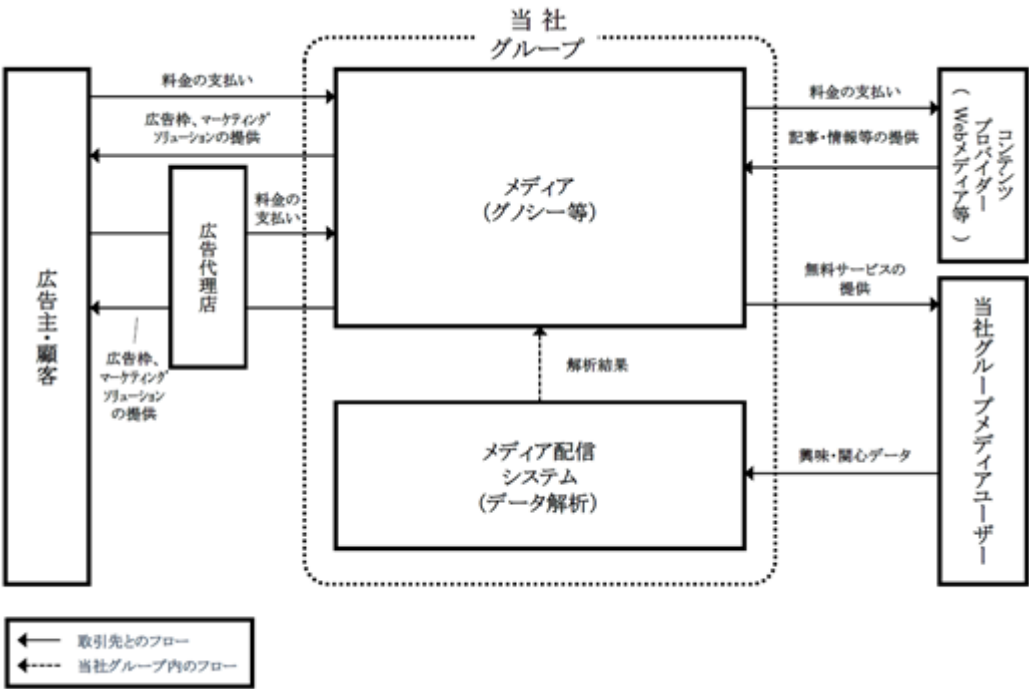 当 社
グループ
料金の支払い
広告枠、マーケティング
ソリューションの提供
料金の
支払い
広告代理店
広告主・顧客
広告枠、
マーケティング
ソリューション
の提供
メディア
(グノシー等)
解析結果
メディア配信
システム
(データ解析)
料金の支払い
記事・情報等の提供
コンテンツ
プロバイダー
(Webメディア等)
無料サービスの
提供
興味・関心データ
当社グループメディアユーザー
取引先とのフロー
当社グループ内のフロー